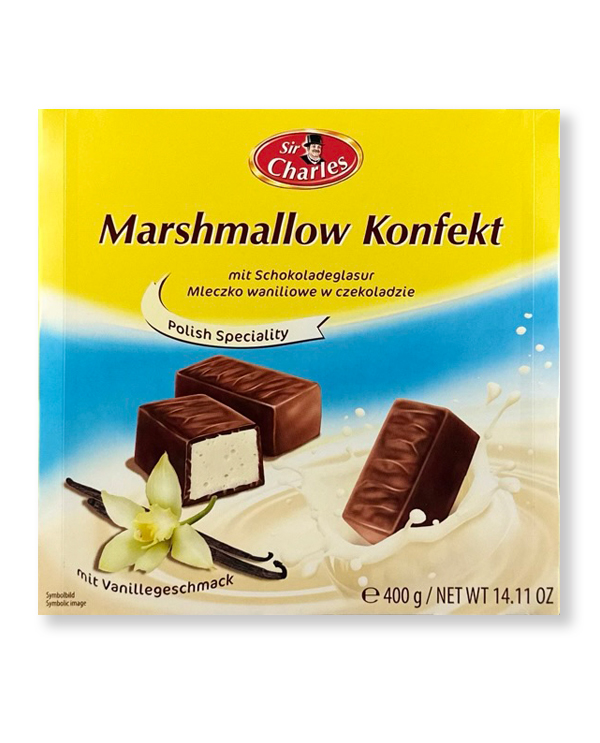 Sir
Charles
Marshmallow Konfekt
mit Schokoladeglasur
Mleczko waniliowe w czekoladzie
Polish Speciality
mit Vanillegeschmack
Symbolbild
Symbolic image
℮ 400 g / NET WT 14.11 OZ